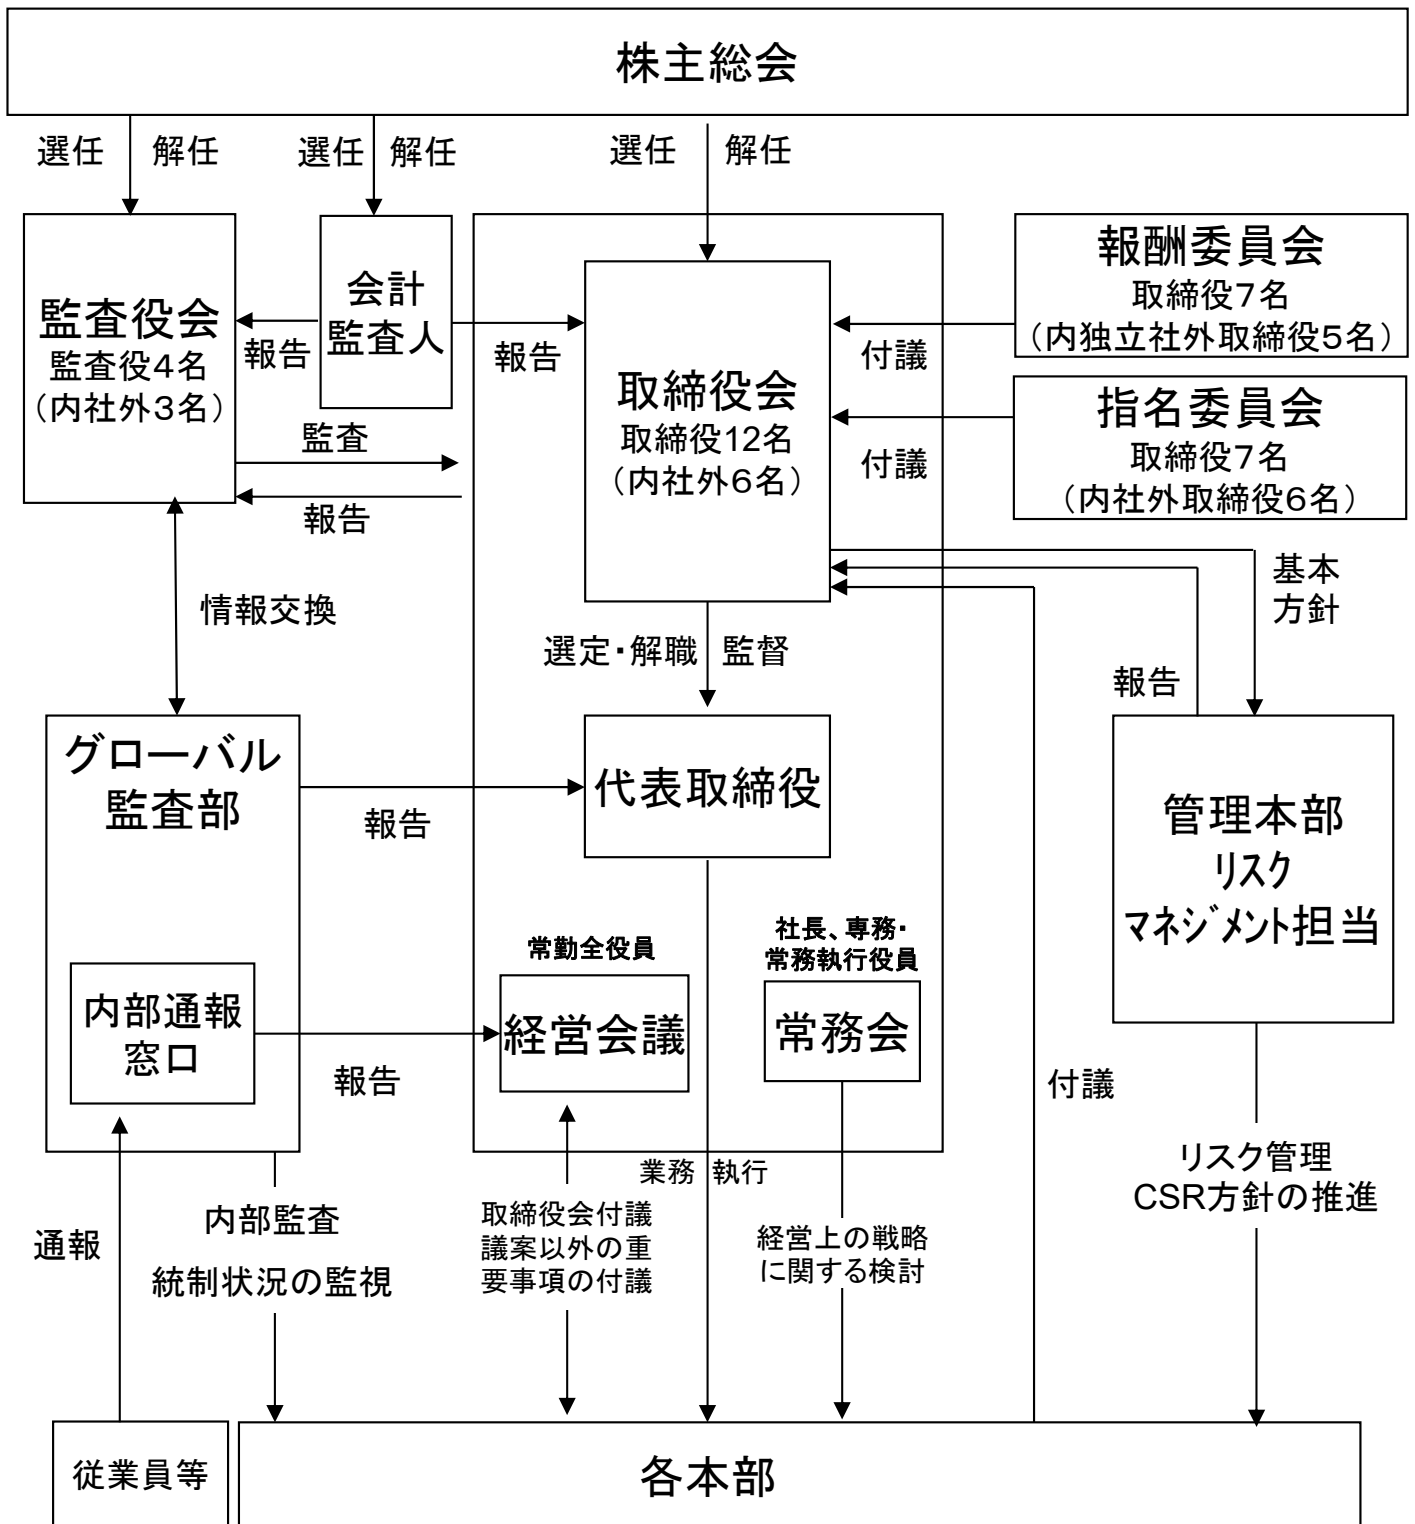 株主総会
選任 解任
選任 解任
選任 解任
監査役会
監査役4名
（内社外3名）
会計
監査人
報告
報告
監査
報告
取締役会
取締役12名
（内社外6名）
報酬委員会
取締役7名
（内独立社外取締役5名）
付議
指名委員会
取締役7名
（内社外取締役6名）
付議
基本
方針
報告
情報交換
選定・解職 監督
グローバル
監査部
報告
代表取締役
管理本部
リスク
マネジメント担当
内部通報
窓口
報告
常勤全役員
経営会議
社長、専務・
常務執行役員
常務会
付議
業務 執行
通報
内部監査
統制状況の監視
取締役会付議
議案以外の重
要事項の付議
経営上の戦略
に関する検討
リスク管理
CSR方針の推進
従業員等
各本部